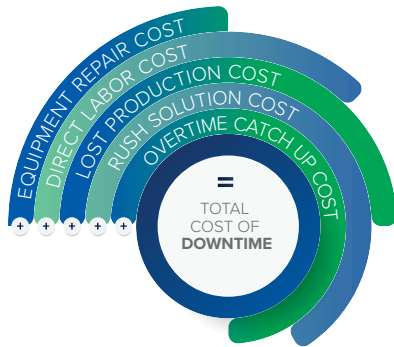 EQUIPMENT REPAIR COST
DIRECT LABOR COST
LOST PRODUCTION COST
RUSH SOLUTION COST
OVERTIME CATCH UP COST
+ + + + +
=
TOTAL
COST OF
DOWNTIME